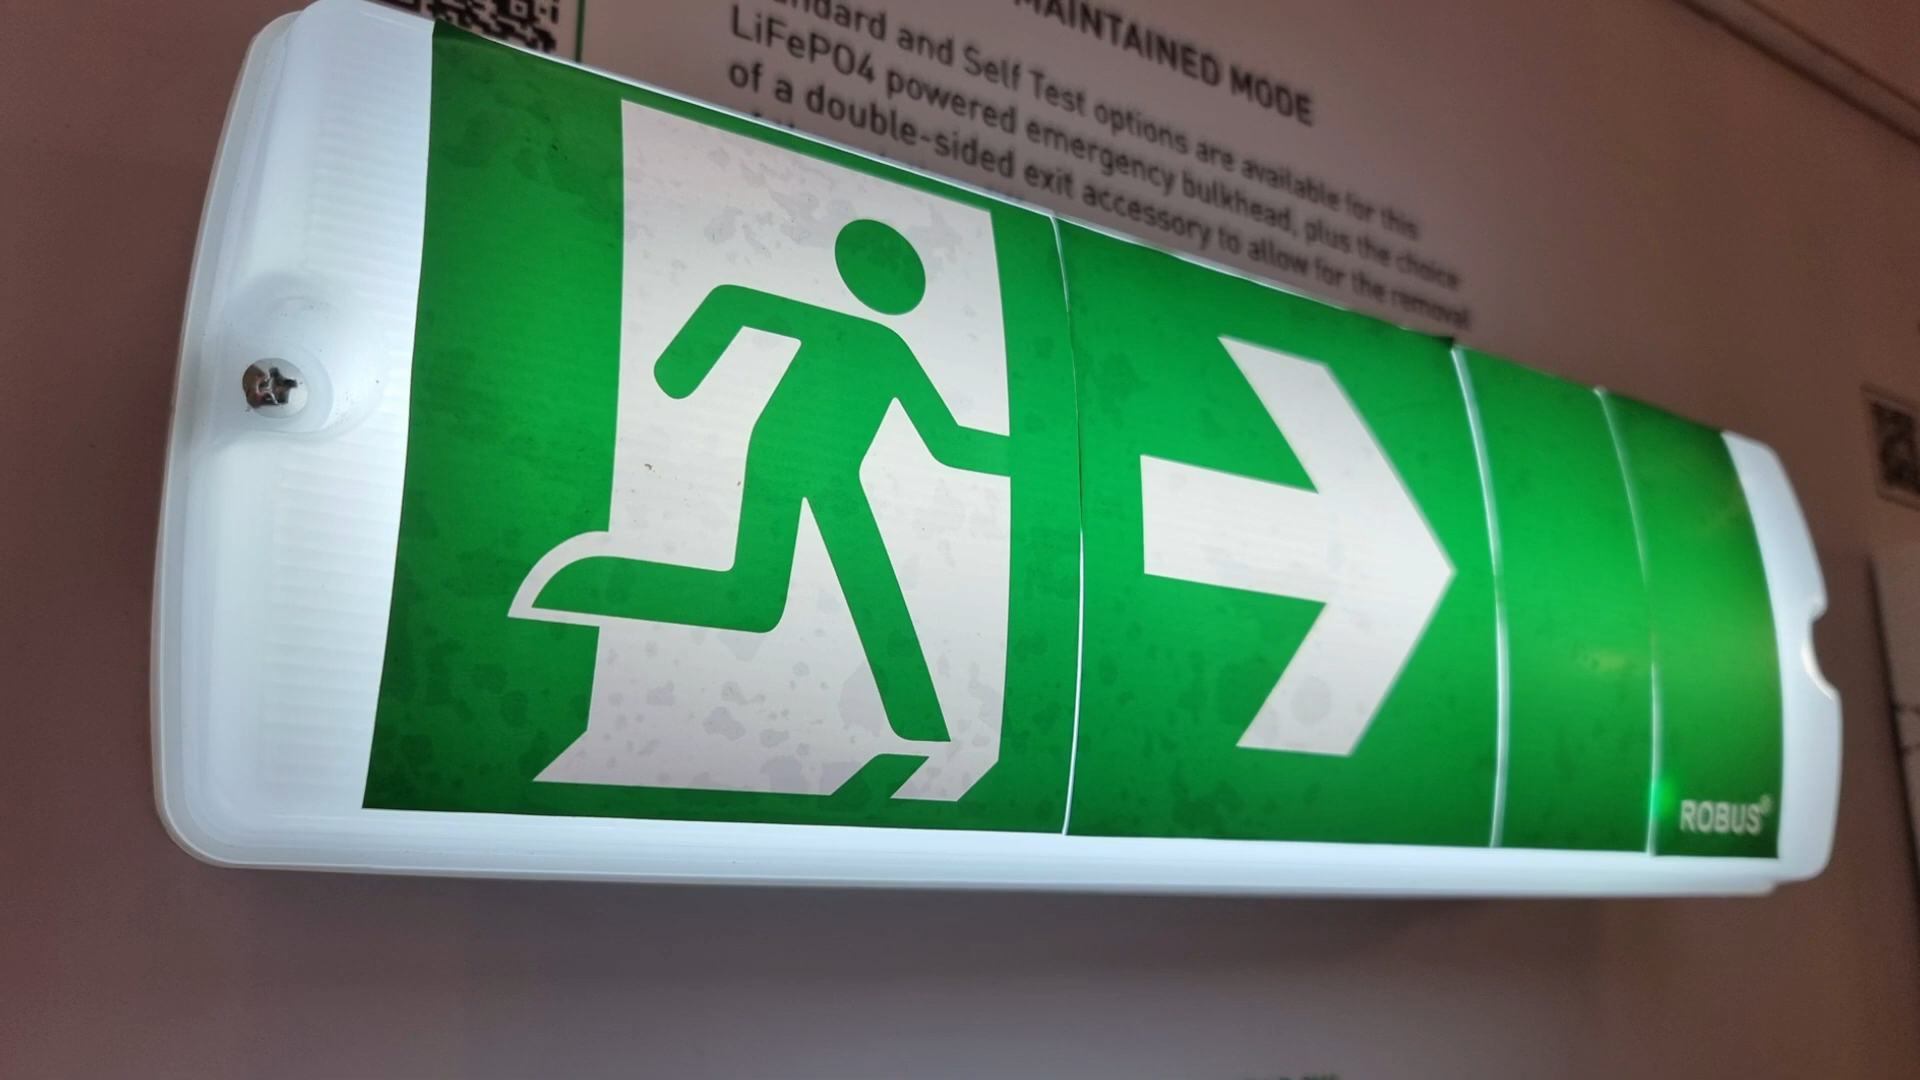 MAINTAINED MODE
and Self Test options are available for this
LiFePO4 powered emergency bulkhead, plus the choice
of a double-sided exit accessory to allow for the removal
ROBUS®